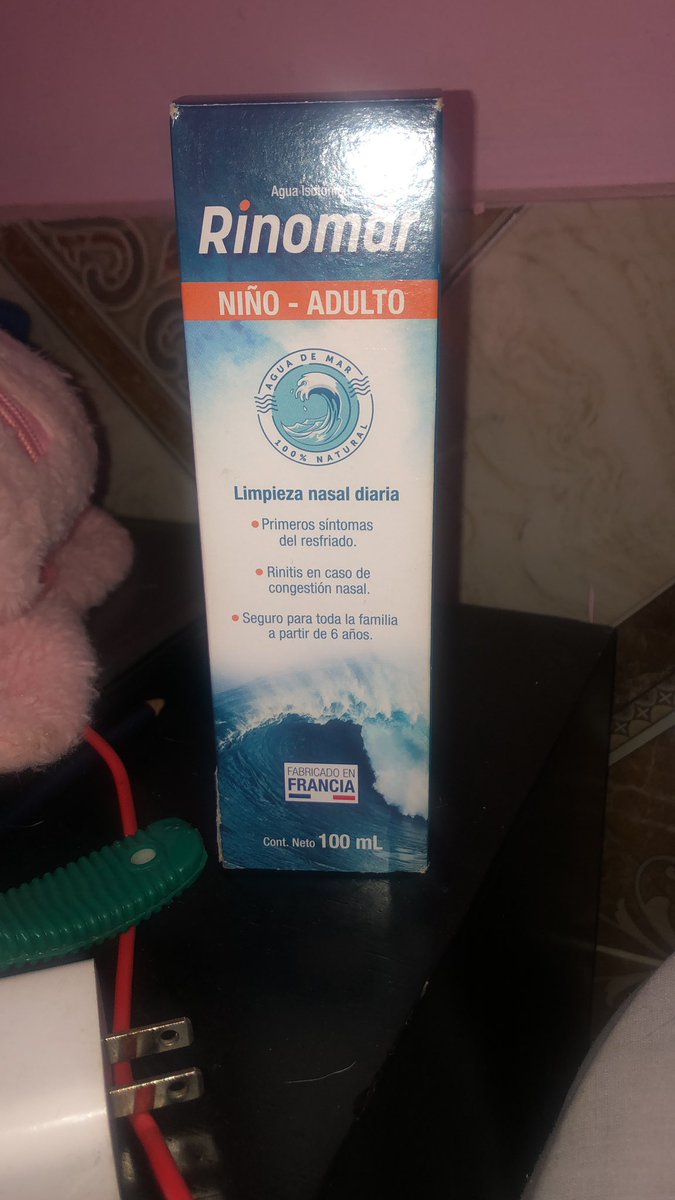 Agua
Rinomar
NIÑO - ADULTO
AGUA DE MAR
100% NATURAL
Limpieza nasal diaria
• Primeros síntomas
del resfriado.
• Rinitis en caso de
congestión nasal.
• Seguro para toda la familia
a partir de 6 años.
FABRICADO EN
FRANCIA
Cont. Neto 100 mL